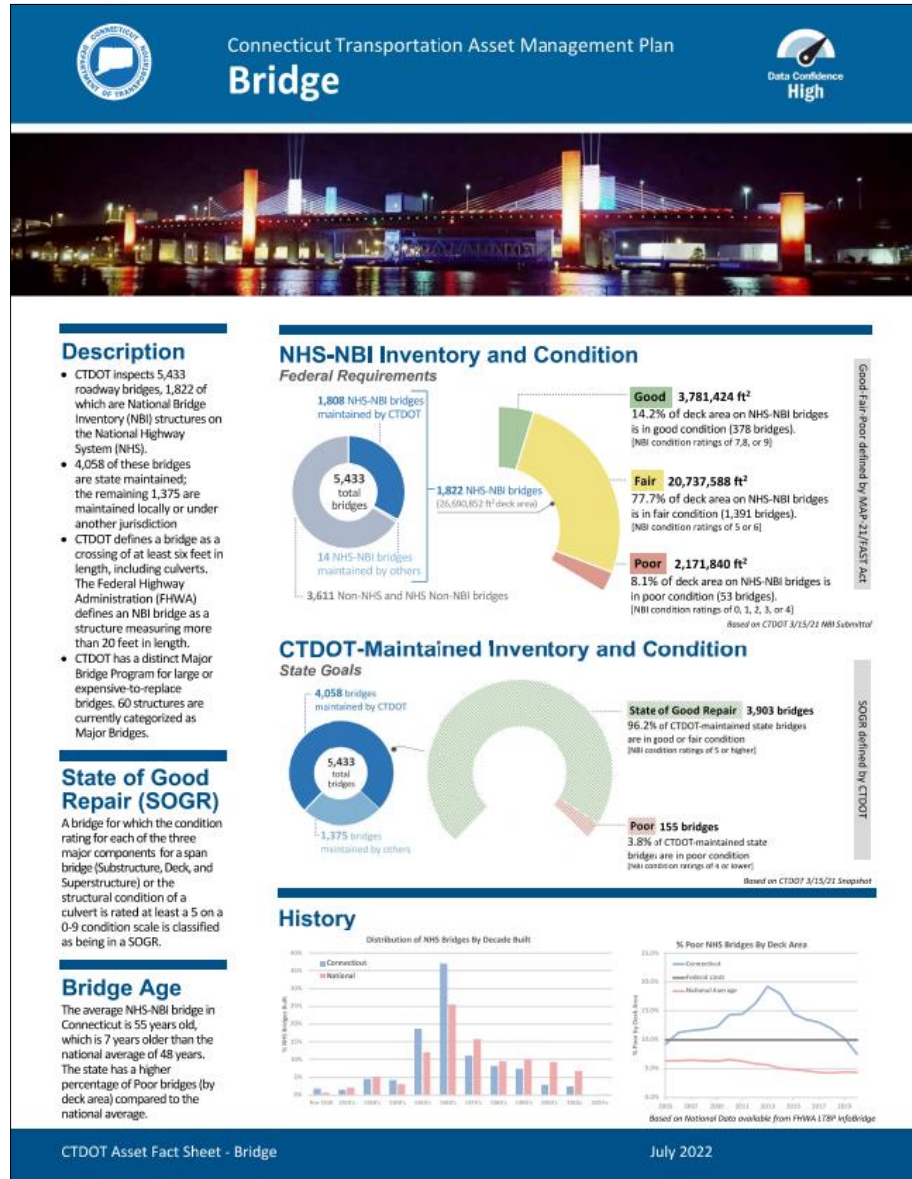 CONNECTICUT
DEPARTMENT OF TRANSPORTATION
Connecticut Transportation Asset Management Plan
Bridge
Data Confidence
High
Description
• CTDOT inspects 5,433
roadway bridges, 1,822 of
which are National Bridge
Inventory (NBI) structures on
the National Highway
System (NHS).
• 4,058 of these bridges
are state maintained;
the remaining 1,375 are
maintained locally or under
another jurisdiction
• CTDOT defines a bridge as a
crossing of at least six feet in
length, including culverts.
The Federal Highway
Administration (FHWA)
defines an NBI bridge as a
structure measuring more
than 20 feet in length.
• CTDOT has a distinct Major
Bridge Program for large or
expensive-to-replace
bridges. 60 structures are
currently categorized as
Major Bridges.
State of Good
Repair (SOGR)
A bridge for which the condition
rating for each of the three
major components for a span
bridge (Substructure, Deck, and
Superstructure) or the
structural condition of a
culvert is rated at least a 5 on a
0-9 condition scale is classified
as being in a SOGR.
Bridge Age
The average NHS-NBI bridge in
Connecticut is 55 years old,
which is 7 years older than the
national average of 48 years.
The state has a higher
percentage of Poor bridges (by
deck area) compared to the
national average.
NHS-NBI Inventory and Condition
Federal Requirements
1,808 NHS-NBI bridges
maintained by CTDOT
5,433
total
bridges
1,822 NHS-NBI bridges
(26,690,852 ft² deck area)
14 NHS-NBI bridges
maintained by others
3,611 Non-NHS and NHS Non-NBI bridges
Good 3,781,424 ft²
14.2% of deck area on NHS-NBI bridges
is in good condition (378 bridges).
[NBI condition ratings of 7,8, or 9]
Fair 20,737,588 ft²
77.7% of deck area on NHS-NBI bridges
is in fair condition (1,391 bridges).
[NBI condition ratings of 5 or 6]
Poor 2,171,840 ft²
8.1% of deck area on NHS-NBI bridges is
in poor condition (53 bridges).
[NBI condition ratings of 0, 1, 2, 3, or 4]
Good-Fair-Poor defined by MAP-21/FAST Act
Based on CTDOT 3/15/21 NBI Submittal
CTDOT-Maintained Inventory and Condition
State Goals
4,058 bridges
maintained by CTDOT
5,433
total
bridges
1,375 bridges
maintained by others
State of Good Repair 3,903 bridges
96.2% of CTDOT-maintained state bridges
are in good or fair condition
[NBI condition ratings of 5 or higher]
Poor 155 bridges
3.8% of CTDOT-maintained state
bridges are in poor condition
[NBI condition ratings of 4 or lower]
SOGR defined by CTDOT
Based on CTDOT 3/15/21 Snapshot
History
Distribution of NHS Bridges By Decade Built
Connecticut
National
% NHS Bridges Built
% Poor NHS Bridges By Deck Area
Connecticut
Federal Limit
National Average
% Poor by Deck Area
2005 2007 2009 2011 2013 2015 2017 2019
Based on National Data available from FHWA LTBP InfoBridge
CTDOT Asset Fact Sheet - Bridge
July 2022